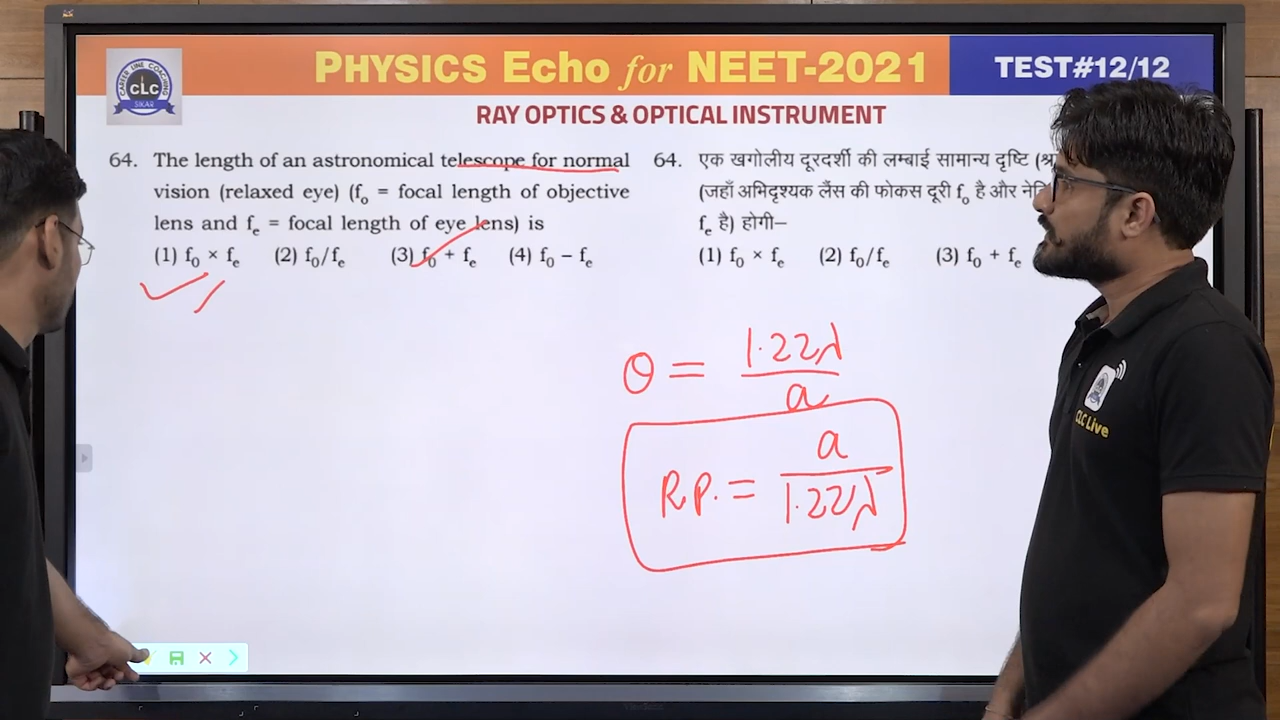 PHYSICS Echo for NEET-2021
TEST#12/12
CAREER LINE COACHING
CLC
SIKAR
RAY OPTICS & OPTICAL INSTRUMENT
64. The length of an astronomical telescope for normal
vision (relaxed eye) (fo = focal length of objective
lens and fe = focal length of eye lens) is
(1) f0 × fe (2) f0/fe (3) f0 + fe (4) f0 − fe
64. एक खगोलीय दूरदर्शी की लम्बाई सामान्य दृष्टि
(जहाँ अभिदृश्यक लैंस की फोकस दूरी fo है और
fe है) होगी–
(1) f0 × fe (2) f0/fe (3) f0 + fe
θ = 1.22λ/a
R.P. = a/1.22λ
CLC Live